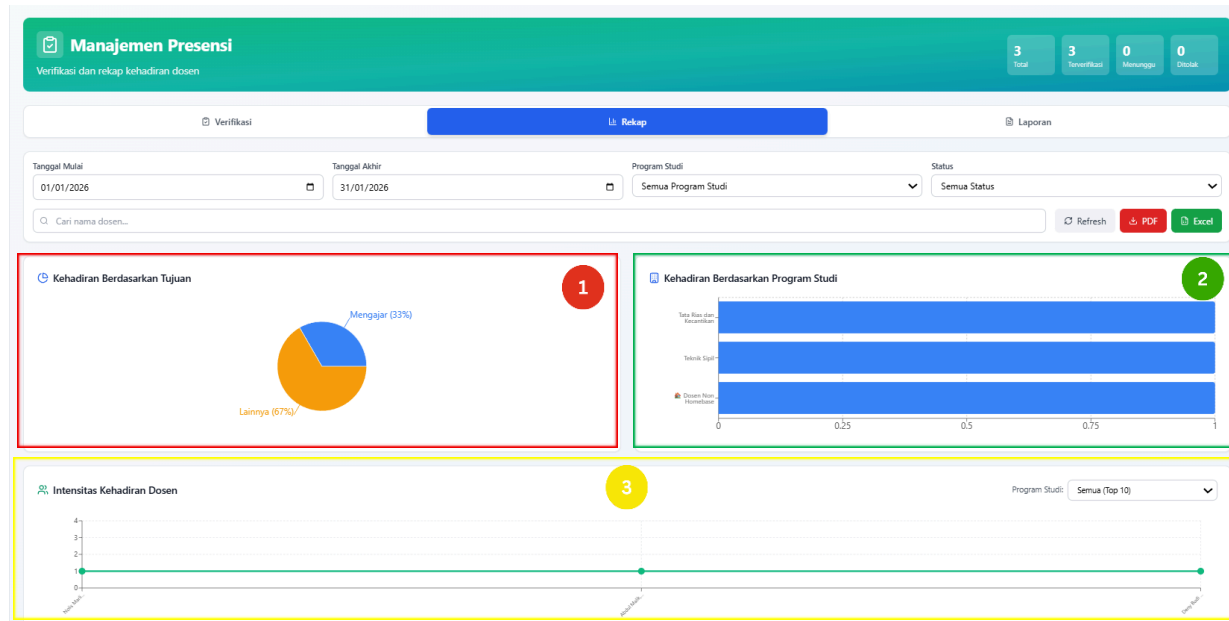 Manajemen Presensi
Verifikasi dan rekap kehadiran dosen
3
Total
3
Terverifikasi
0
Menunggu
0
Ditolak
Verifikasi
Rekap
Laporan
Tanggal Mulai
01/01/2026
Tanggal Akhir
31/01/2026
Program Studi
Semua Program Studi
Status
Semua Status
Cari nama dosen...
Refresh
PDF
Excel
Kehadiran Berdasarkan Tujuan
1
Mengajar (33%)
Lainnya (67%)
Kehadiran Berdasarkan Program Studi
2
Tata Rias dan
Kecantikan
Teknik Sipil
Dosen Non
Homebase
0
0.25
0.5
0.75
1
Intensitas Kehadiran Dosen
3
Program Studi:
Semua (Top 10)
4
3
2
1
0
Abdul Malik...
Deny Budi ...